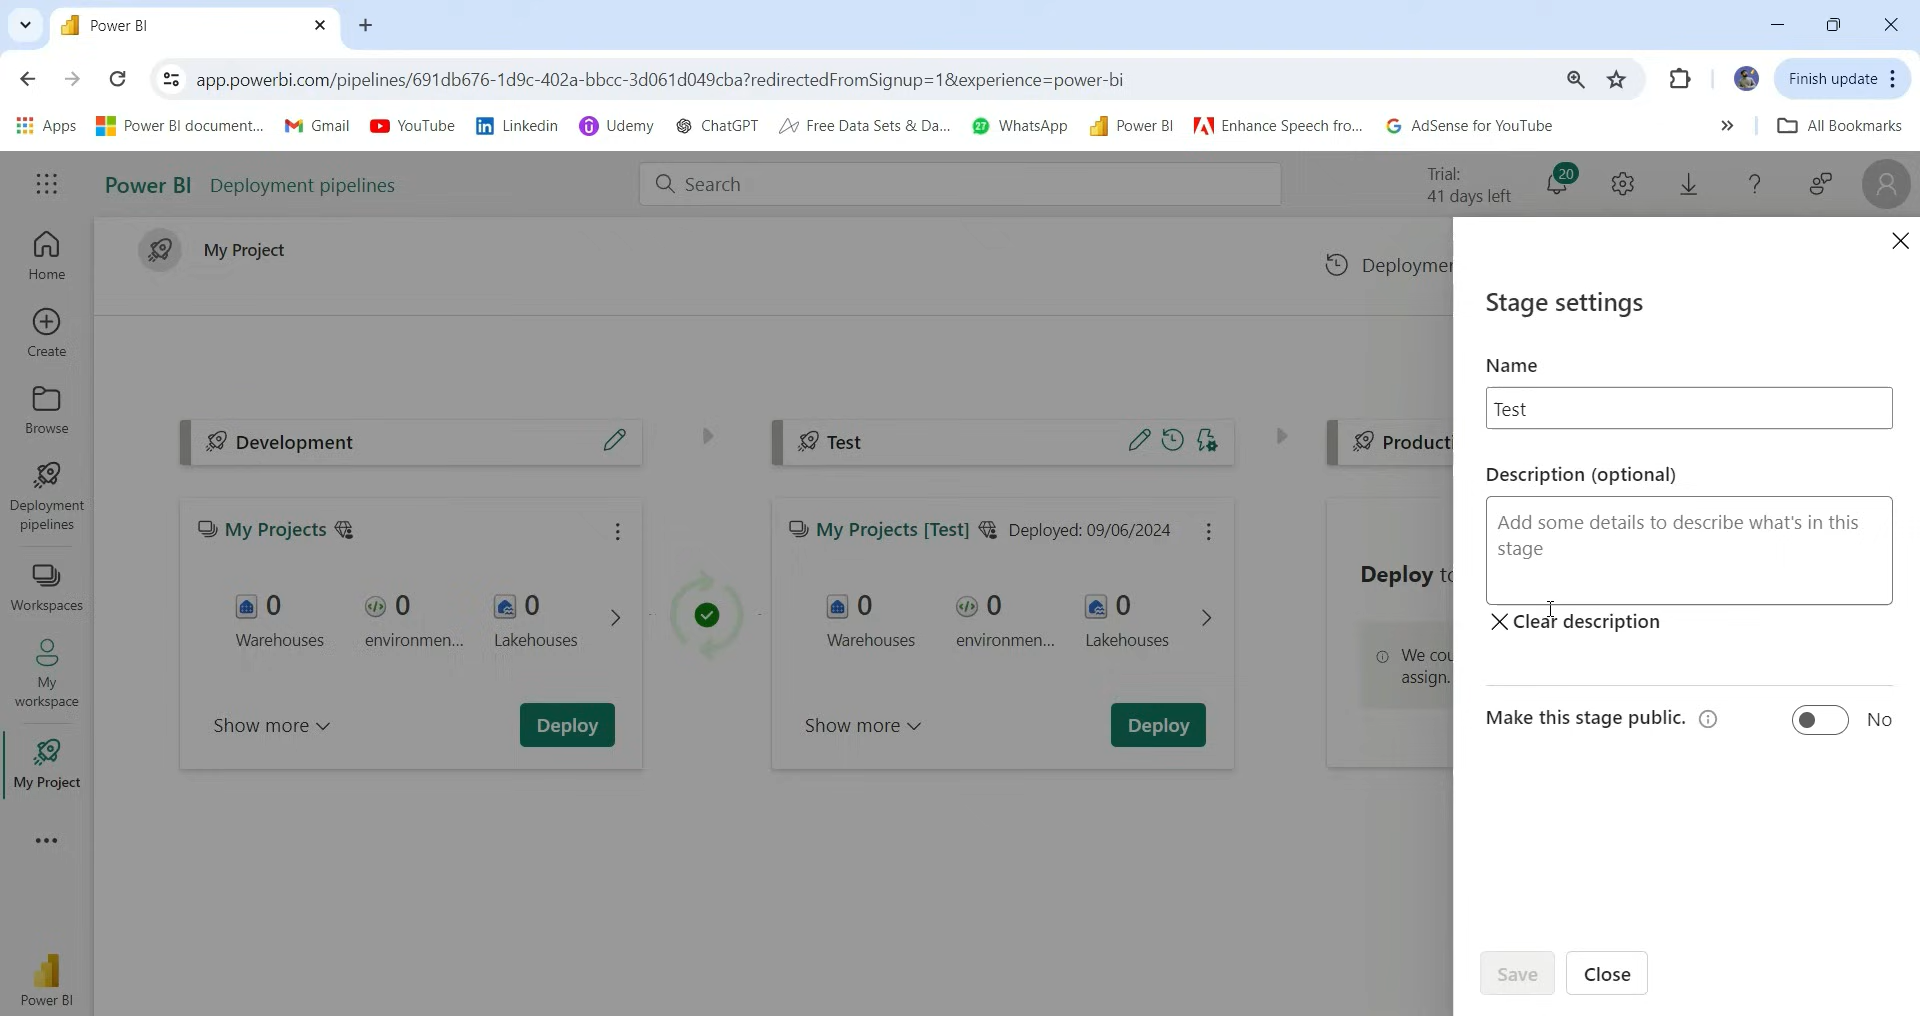 Power BI
app.powerbi.com/pipelines/691db676-1d9c-402a-bbcc-3d061d049cba?redirectedFromSignup=1&experience=power-bi
Finish update
Apps
Power BI document...
Gmail
YouTube
Linkedin
Udemy
ChatGPT
Free Data Sets & Da...
27
WhatsApp
Power BI
Enhance Speech fro...
AdSense for YouTube
All Bookmarks
Power BI
Deployment pipelines
Search
Trial:
41 days left
20
Home
Create
Browse
Deployment
pipelines
Workspaces
My
workspace
My Project
Power BI
My Project
Deploymen
Development
Test
Producti
My Projects
0
Warehouses
0
environmen...
0
Lakehouses
Show more
Deploy
My Projects [Test]
Deployed: 09/06/2024
0
Warehouses
0
environmen...
0
Lakehouses
Show more
Deploy
Deploy to
We cou
assign.
Stage settings
Name
Test
Description (optional)
Add some details to describe what's in this
stage
Clear description
Make this stage public.
No
Save
Close